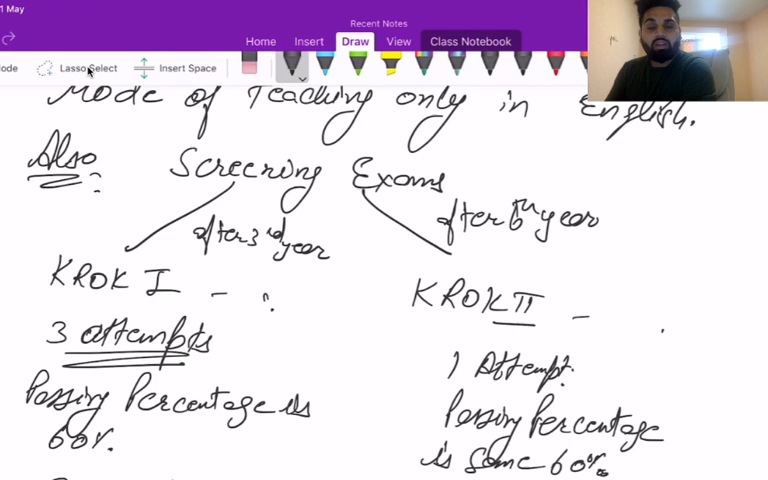 1 May
Recent Notes
Home Insert Draw View Class Notebook
ode Lasso Select Insert Space
Mode of Teaching only in English.
Also: Screening Exams
after 3rd year after 6th year
KROK I - KROK II -
3 attempts 1 Attempt.
Passing Percentage is Passing Percentage
60%. is same 60%.